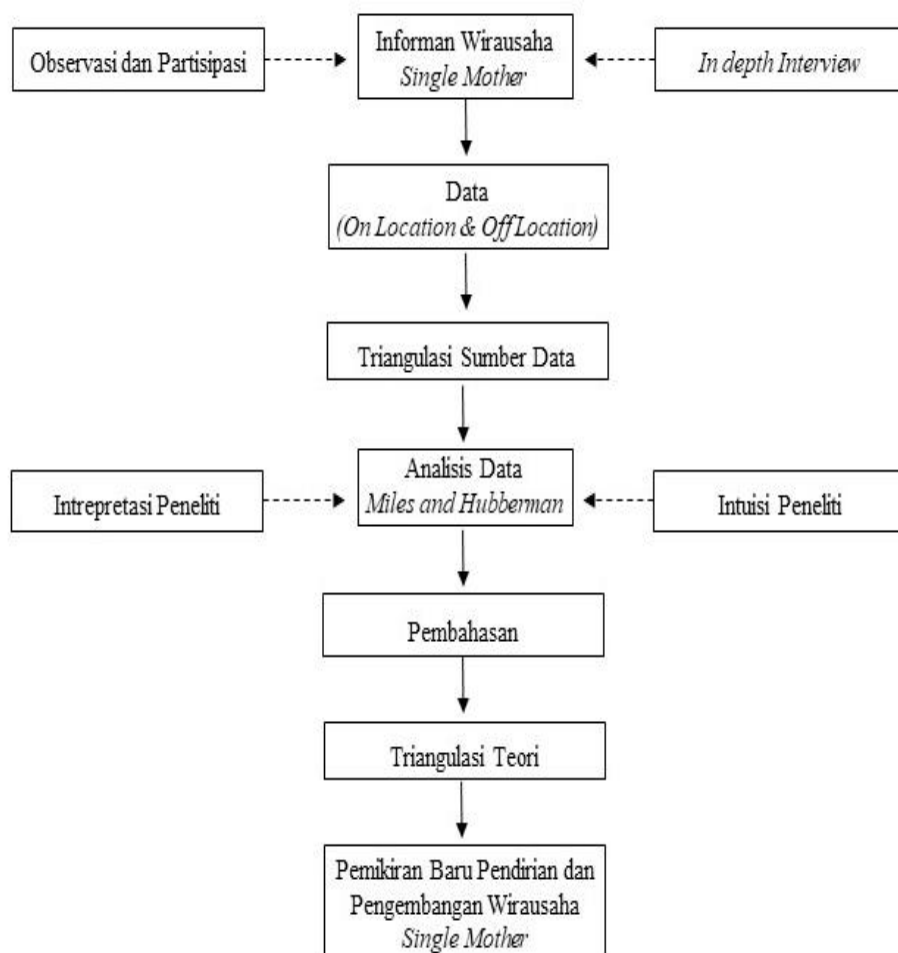 Observasi dan Partisipasi
Informan Wirausaha
Single Mother
In depth Interview
Data
(On Location & Off Location)
Triangulasi Sumber Data
Intrepretasi Peneliti
Analisis Data
Miles and Hubberman
Intuisi Peneliti
Pembahasan
Triangulasi Teori
Pemikiran Baru Pendirian dan
Pengembangan Wirausaha
Single Mother